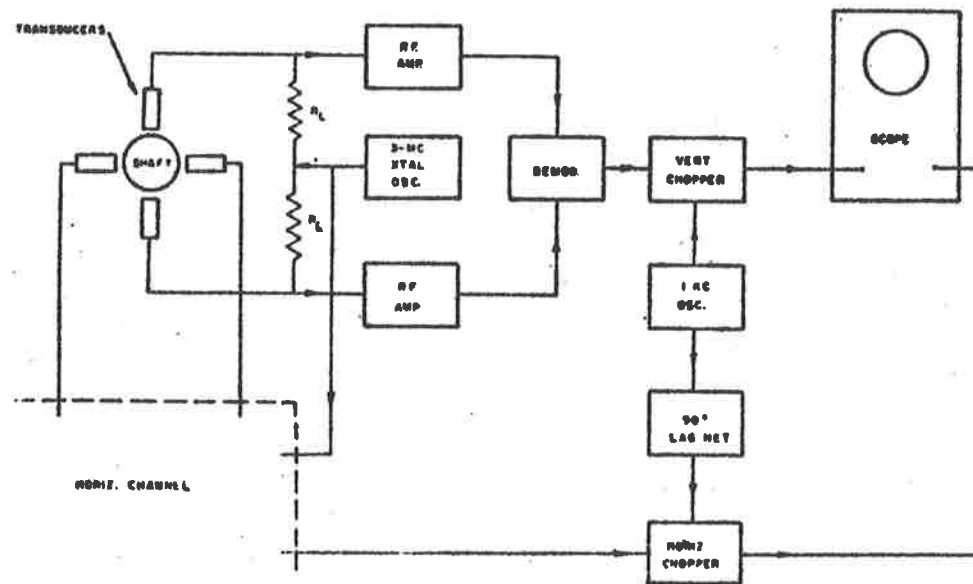 TRANSDUCERS
SHAFT
RL
RL
RF
AMP
3-MC
XTAL
OSC.
RF
AMP
DEMOD.
VERT
CHOPPER
SCOPE
1 KC
OSC.
90°
LAG NET
HORIZ
CHOPPER
HORIZ. CHANNEL